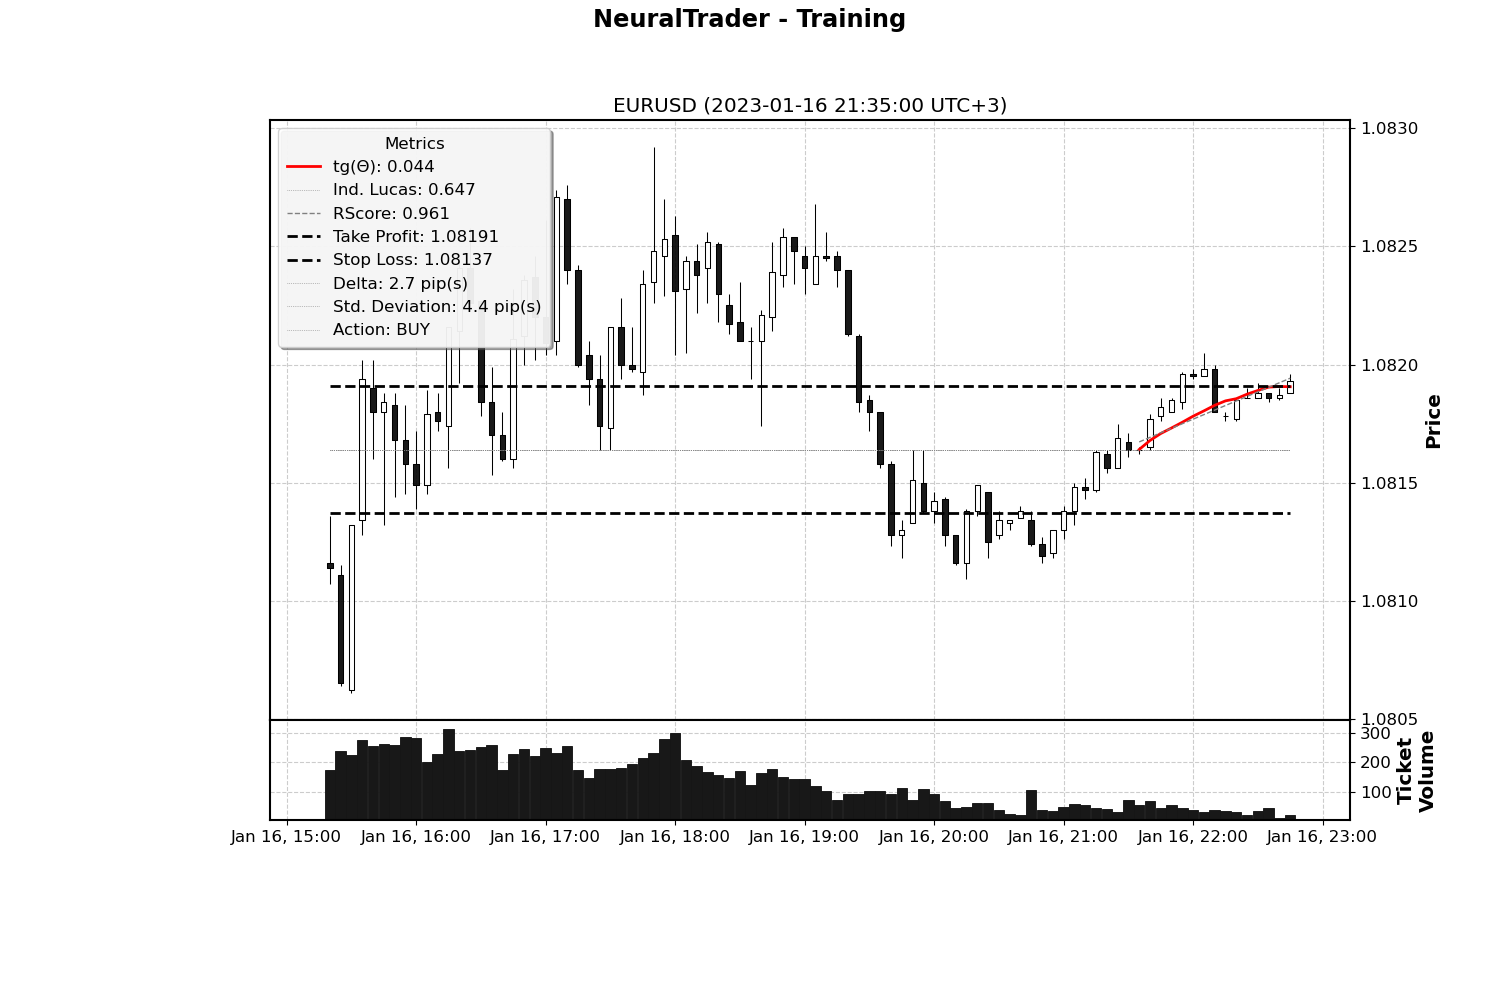 NeuralTrader - Training
EURUSD (2023-01-16 21:35:00 UTC+3)
Metrics
tg(Θ): 0.044
Ind. Lucas: 0.647
RScore: 0.961
Take Profit: 1.08191
Stop Loss: 1.08137
Delta: 2.7 pip(s)
Std. Deviation: 4.4 pip(s)
Action: BUY
1.0830
1.0825
1.0820
1.0815
1.0810
1.0805
Price
300
200
100
Ticket
Volume
Jan 16, 15:00
Jan 16, 16:00
Jan 16, 17:00
Jan 16, 18:00
Jan 16, 19:00
Jan 16, 20:00
Jan 16, 21:00
Jan 16, 22:00
Jan 16, 23:00